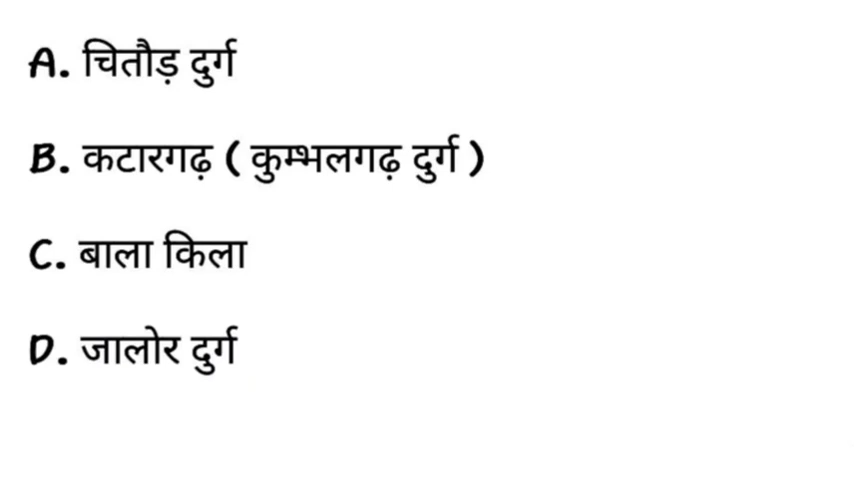 A. चितौड़ दुर्ग
B. कटारगढ़ ( कुम्भलगढ़ दुर्ग )
C. बाला किला
D. जालोर दुर्ग